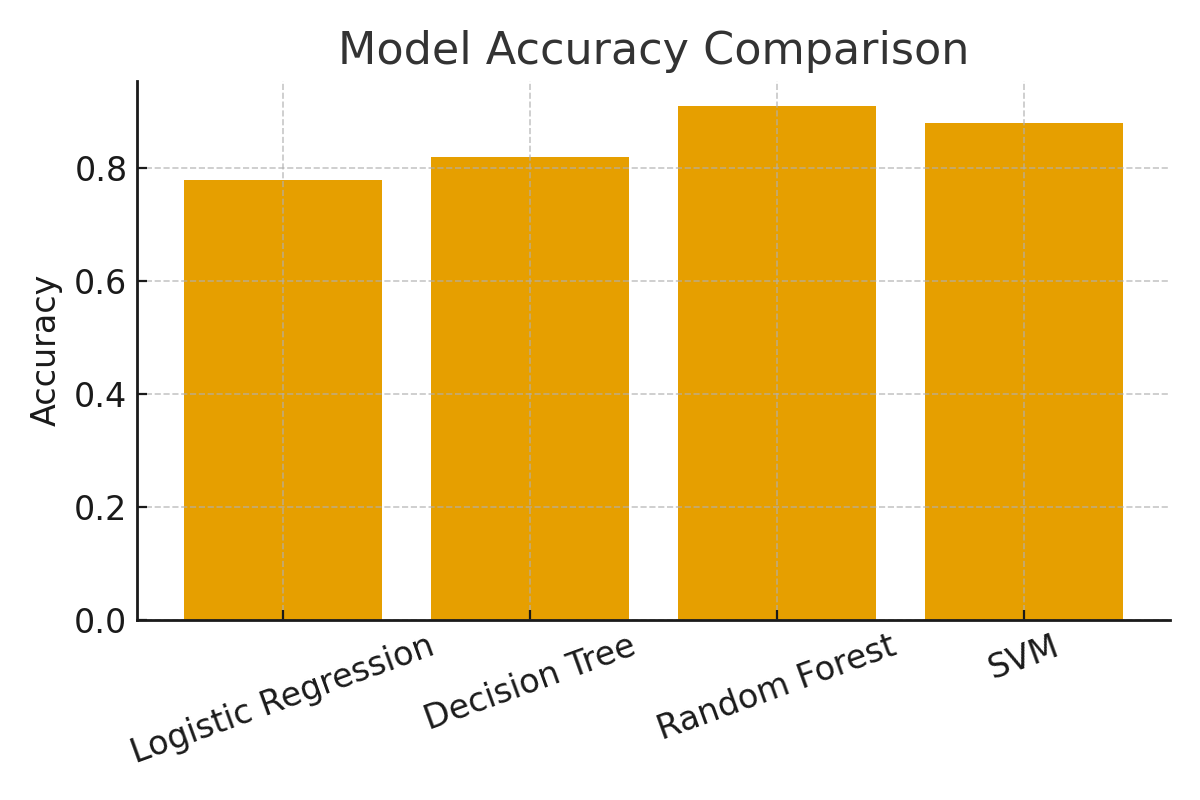 Model Accuracy Comparison
Accuracy
0.8
0.6
0.4
0.2
0.0
Logistic Regression
Decision Tree
Random Forest
SVM